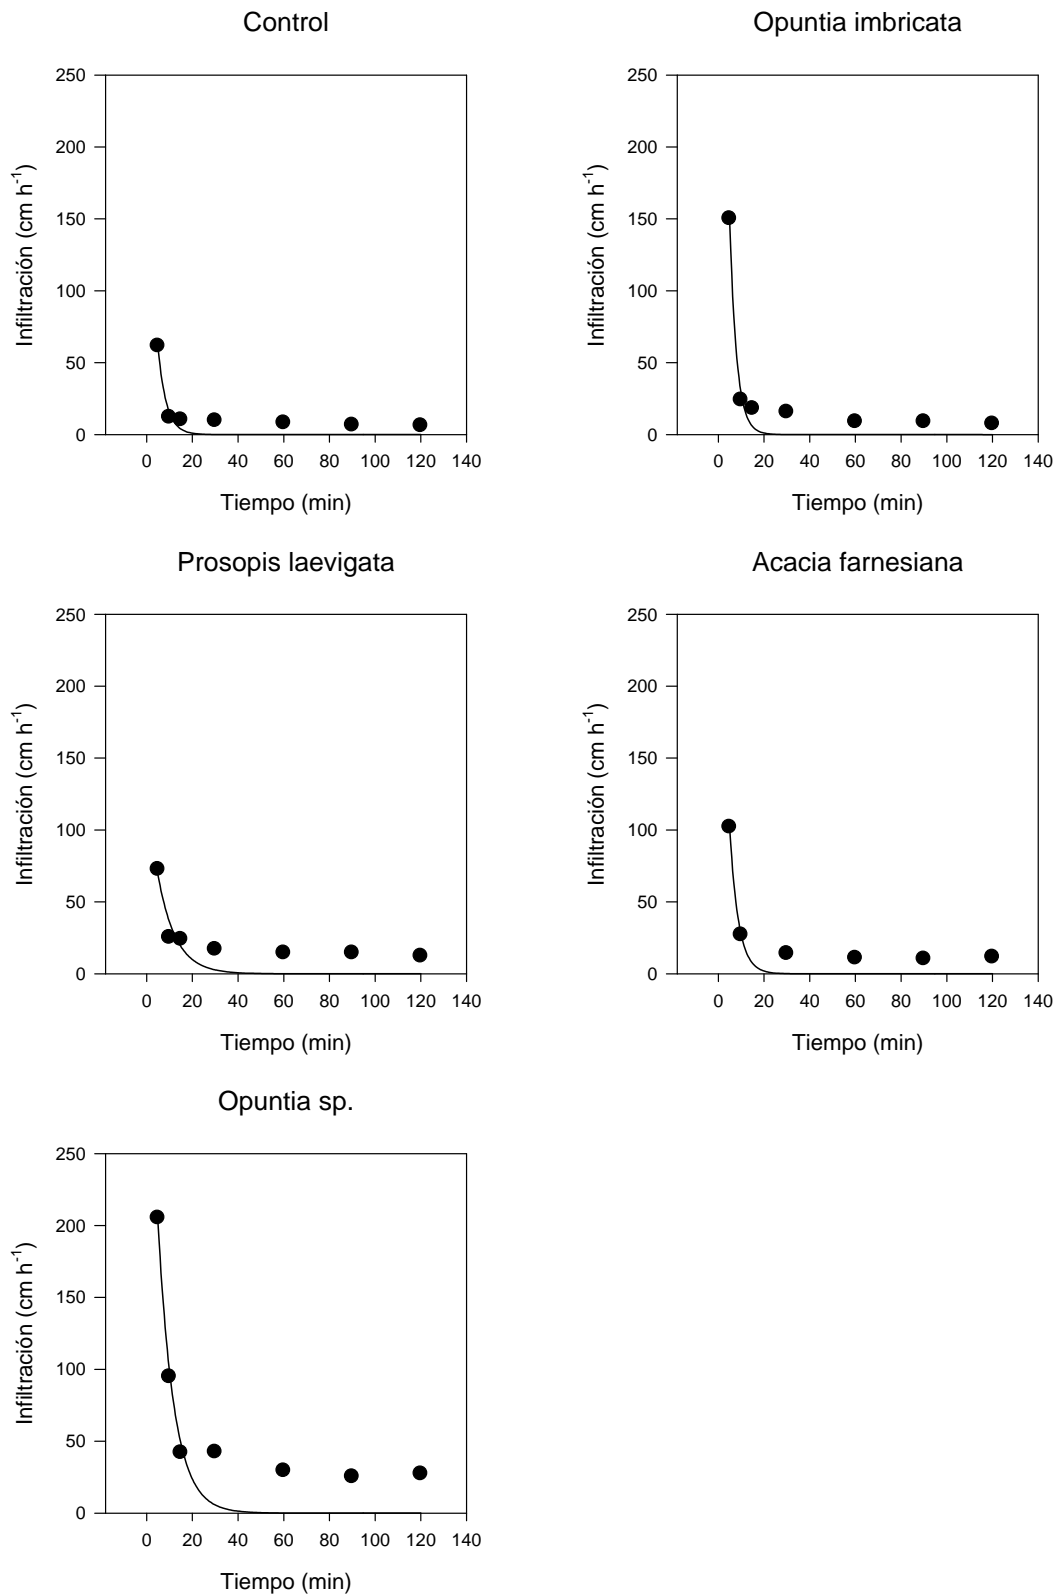 Control
250
200
150
100
50
0
Infiltración (cm h-1)
0 20 40 60 80 100 120 140
Tiempo (min)
Opuntia imbricata
250
200
150
100
50
0
Infiltración (cm h-1)
0 20 40 60 80 100 120 140
Tiempo (min)
Prosopis laevigata
250
200
150
100
50
0
Infiltración (cm h-1)
0 20 40 60 80 100 120 140
Tiempo (min)
Acacia farnesiana
250
200
150
100
50
0
Infiltración (cm h-1)
0 20 40 60 80 100 120 140
Tiempo (min)
Opuntia sp.
250
200
150
100
50
0
Infiltración (cm h-1)
0 20 40 60 80 100 120 140
Tiempo (min)